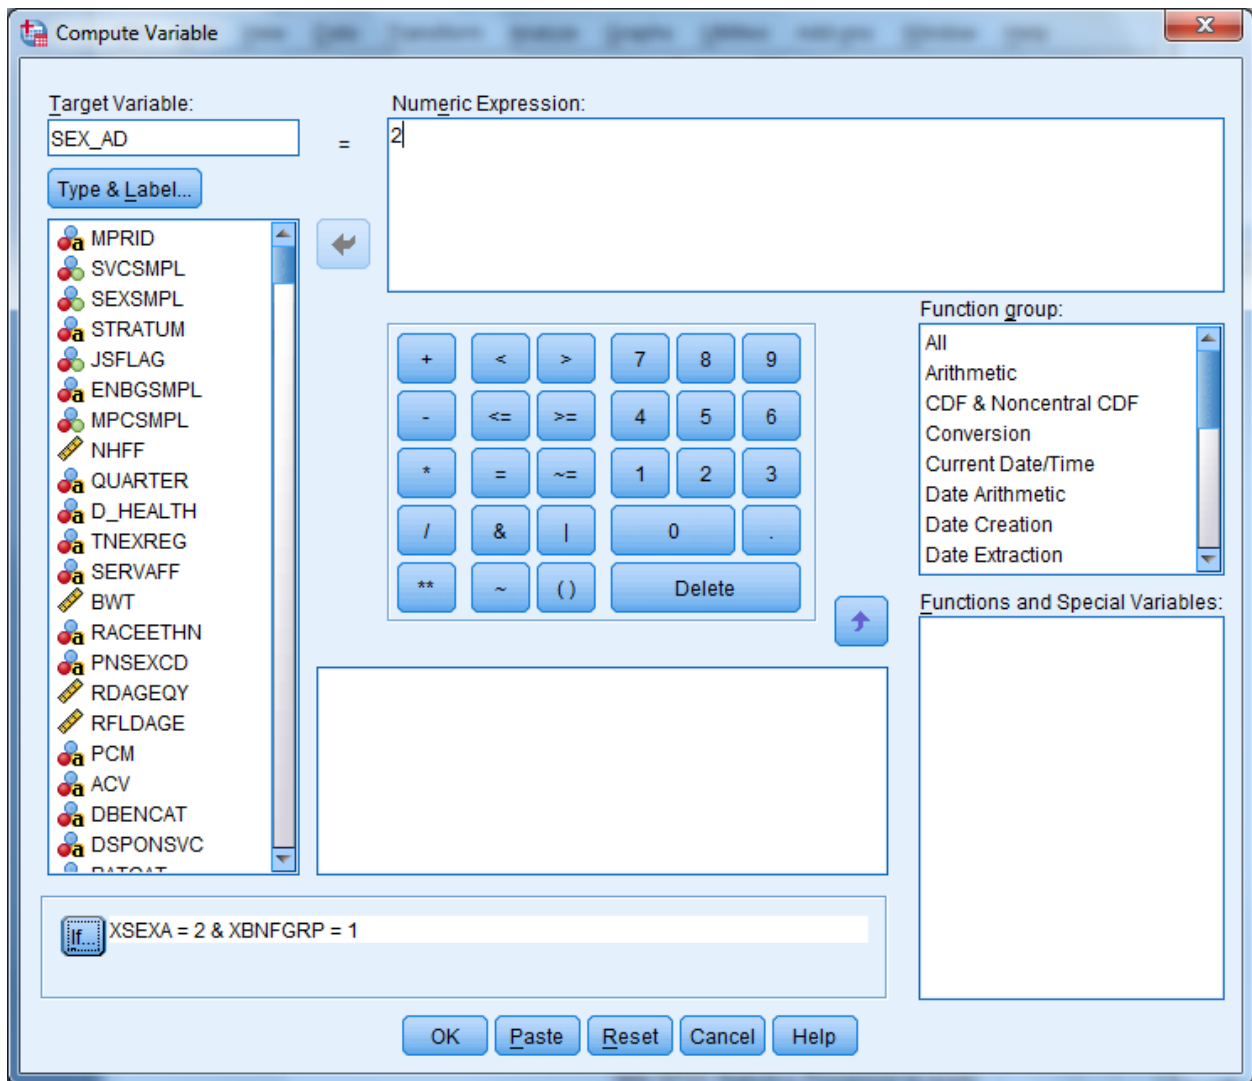 Compute Variable
Target Variable:
SEX_AD
=
Numeric Expression:
2
Type & Label...
MPRID
SVCSMPL
SEXSMPL
STRATUM
JSFLAG
ENBGSMPL
MPCSMPL
NHFF
QUARTER
D_HEALTH
TNEXREG
SERVAFF
BWT
RACEETHN
PNSEXCD
RDAGEQY
RFLDAGE
PCM
ACV
DBENCAT
DSPONSVC
+ < > 7 8 9
- <= >= 4 5 6
* = ~= 1 2 3
/ & | 0 .
** ~ ( ) Delete
Function group:
All
Arithmetic
CDF & Noncentral CDF
Conversion
Current Date/Time
Date Arithmetic
Date Creation
Date Extraction
Functions and Special Variables:
If... XSEXA = 2 & XBNFGRP = 1
OK Paste Reset Cancel Help